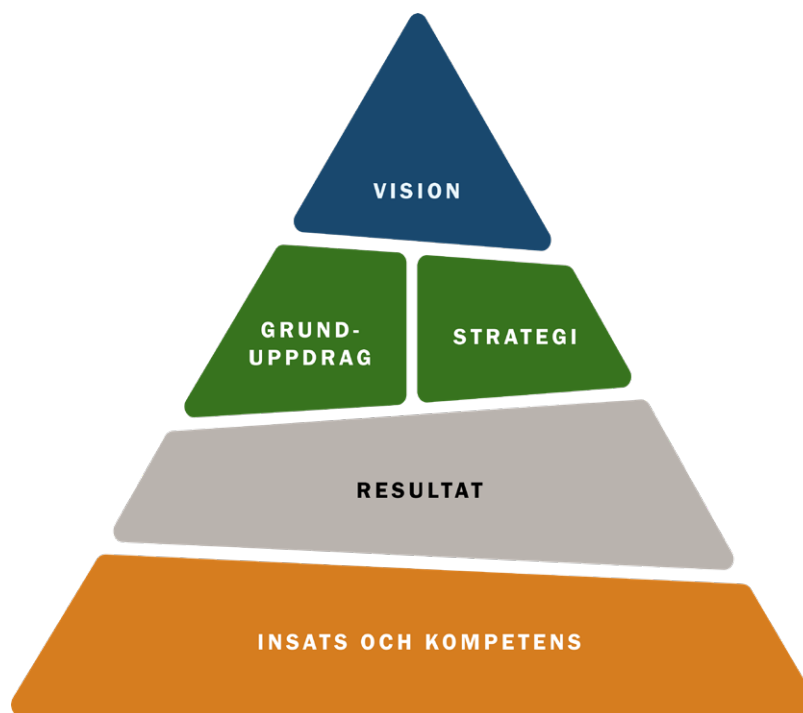 VISION
GRUND-
UPPDRAG
STRATEGI
RESULTAT
INSATS OCH KOMPETENS